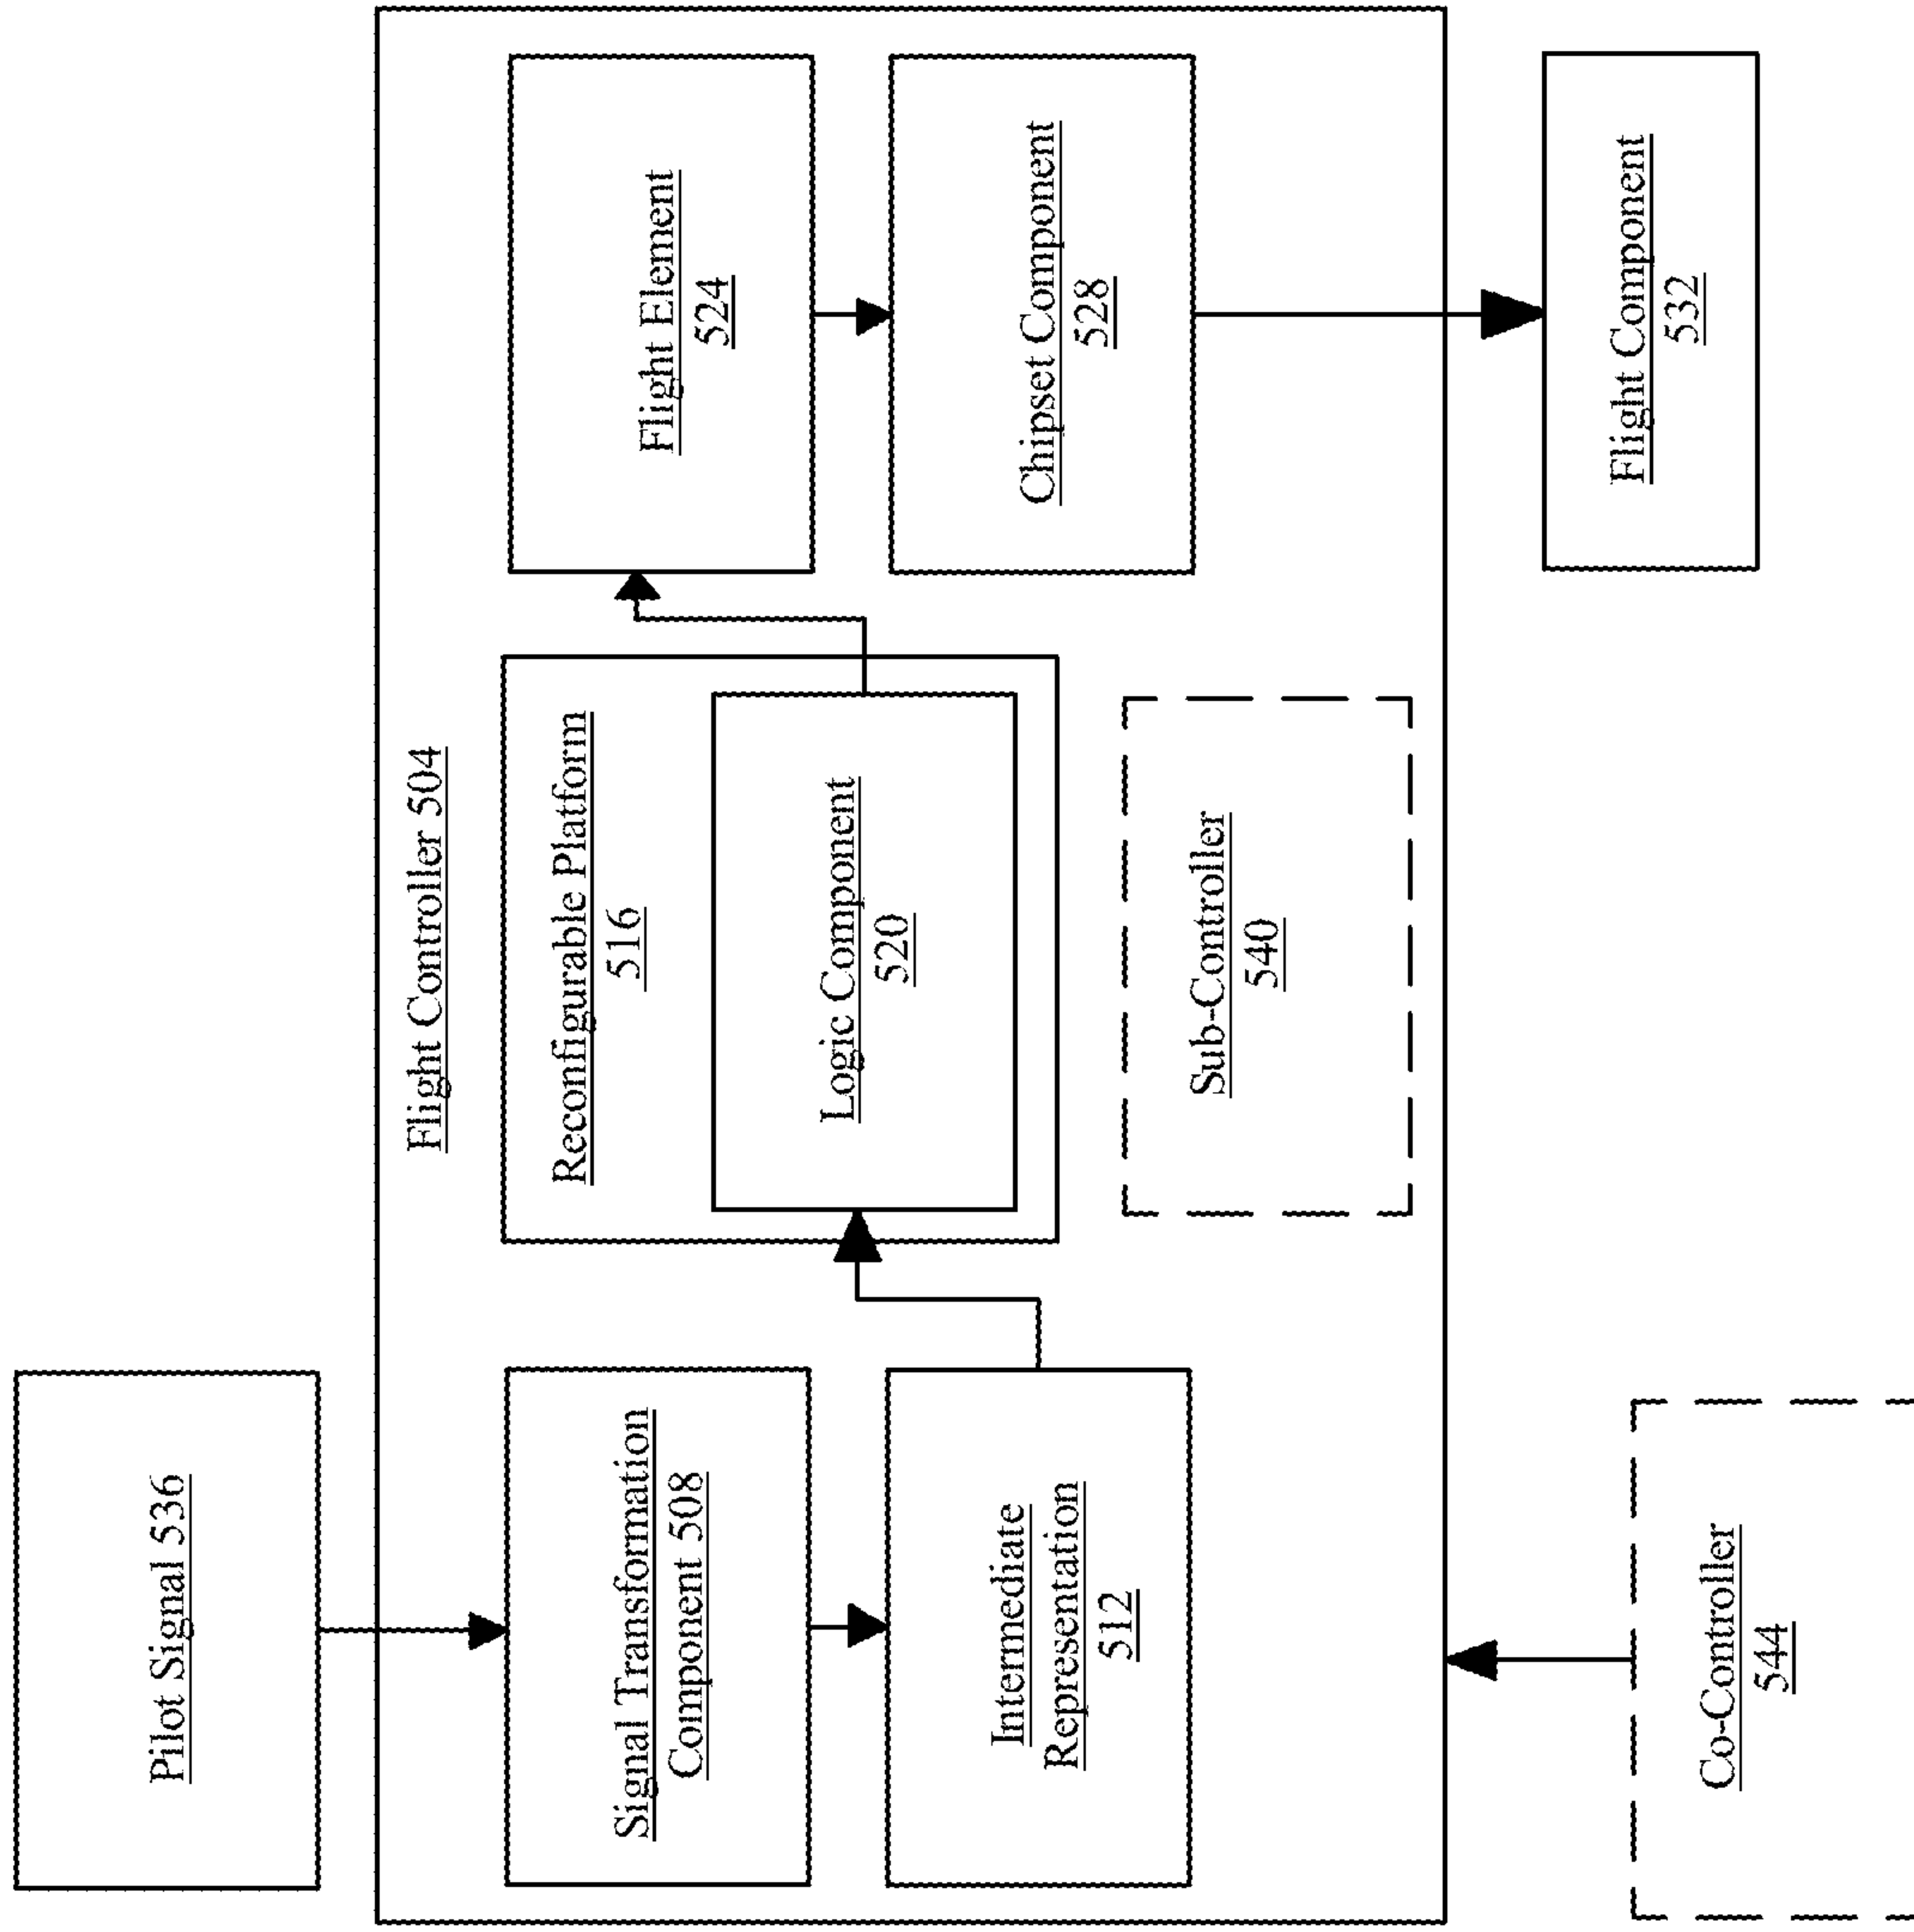 Pilot Signal 536
Flight Controller 504
Signal Transformation
Component 508
Intermediate
Representation
512
Reconfigurable Platform
516
Logic Component
520
Sub-Controller
540
Flight Element
524
Chipset Component
528
Co-Controller
544
Flight Component
532